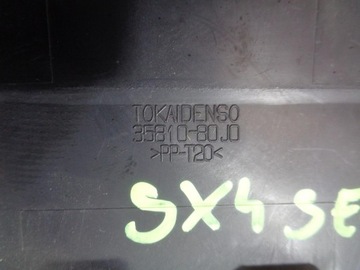 TOKAIDENSO
35810-80J0
>PP-T20<
SX4 SE